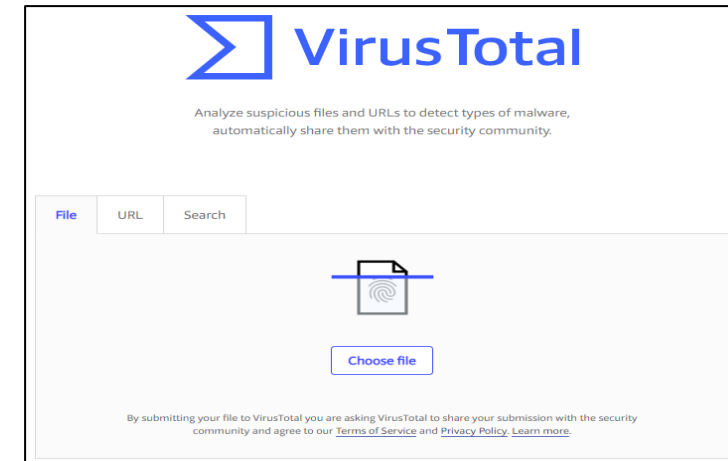 VirusTotal
Analyze suspicious files and URLs to detect types of malware,
automatically share them with the security community.
File URL Search
Choose file
By submitting your file to VirusTotal you are asking VirusTotal to share your submission with the security
community and agree to our Terms of Service and Privacy Policy. Learn more.